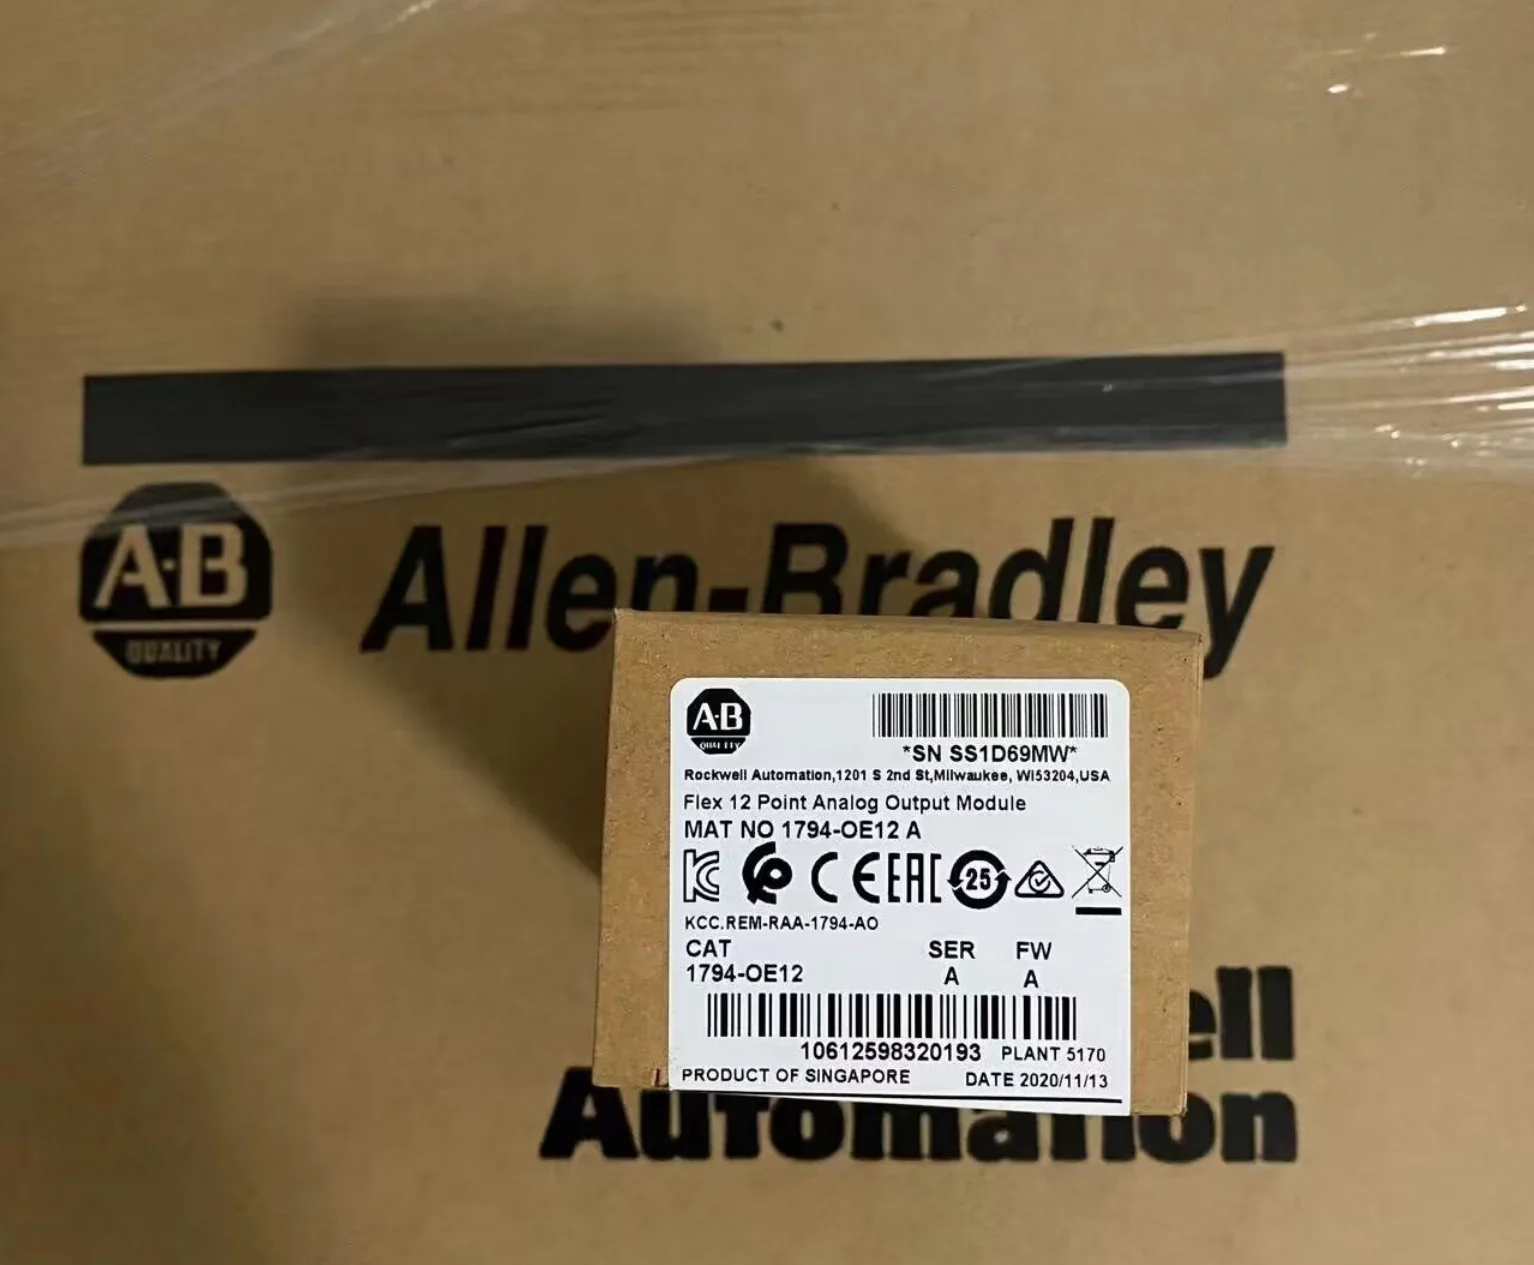 A-B
QUALITY
Allen-Bradley
A-B
QUALITY
*SN SS1D69MW*
Rockwell Automation,1201 S 2nd St,Milwaukee, WI53204,USA
Flex 12 Point Analog Output Module
MAT NO 1794-OE12 A
CE EAC 25
KCC.REM-RAA-1794-AO
CAT SER FW
1794-OE12 A A
10612598320193 PLANT 5170
PRODUCT OF SINGAPORE DATE 2020/11/13
ell
Automation